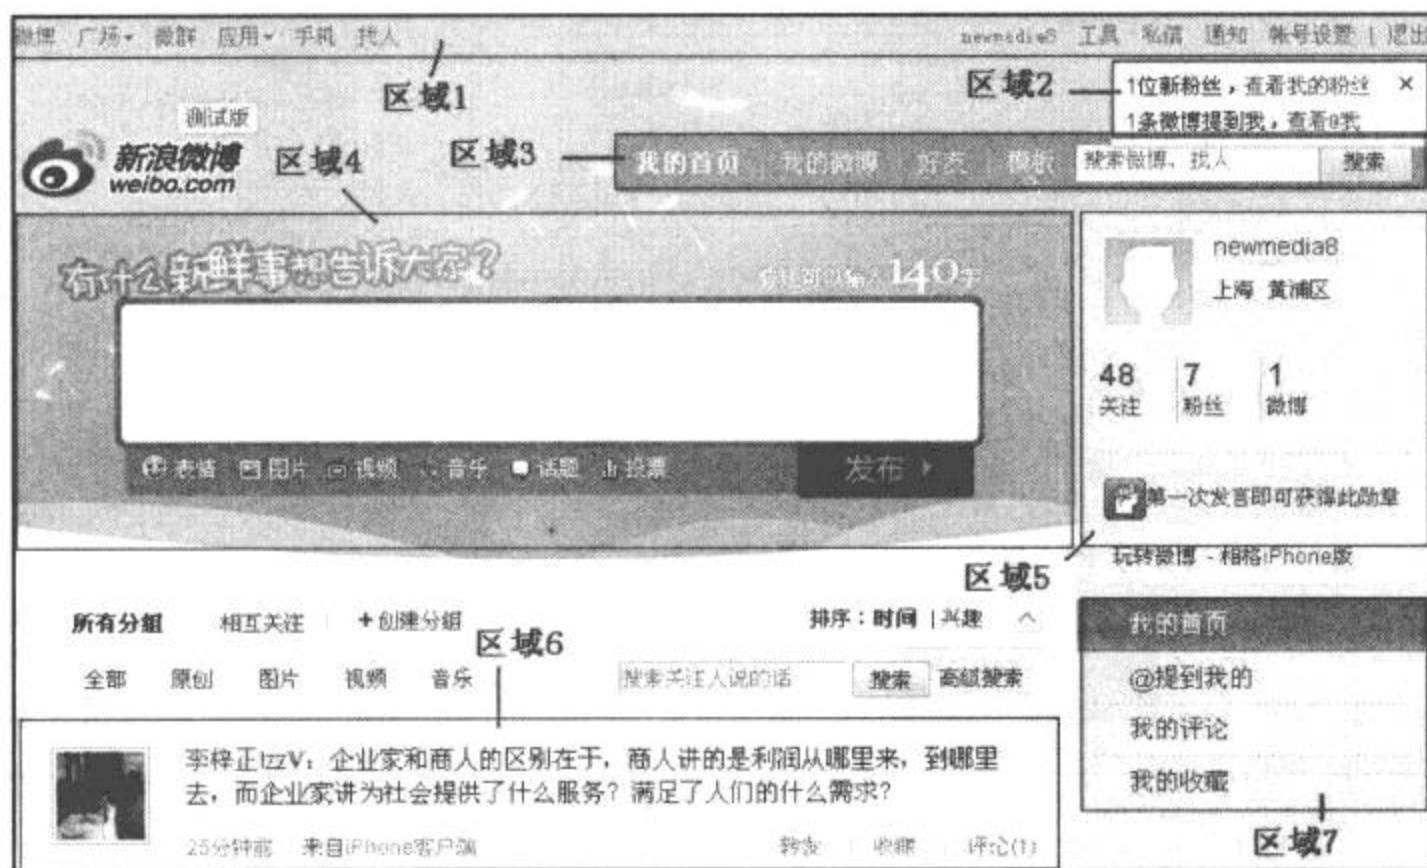 微博 广场 微群 应用 手机 找人 newmedia8 工具 私信 通知 帐号设置 | 退出
区域1
区域2
1位新粉丝，查看我的粉丝 ×
1条微博提到我，查看@我
测试版
新浪微博
weibo.com
区域4
区域3
我的首页 我的微博 好友 模板 搜索微博、找人 搜索
有什么新鲜事想告诉大家?
140字
newmedia8
上海 黄浦区
48 7 1
关注 粉丝 微博
表情 图片 视频 音乐 话题 投票 发布
第一次发言即可获得此勋章
区域5
玩转微博 - 相格iPhone版
所有分组 相互关注 +创建分组 排序：时间 | 兴趣
区域6
全部 原创 图片 视频 音乐 搜索关注人说的话 搜索 高级搜索
我的首页
@提到我的
我的评论
我的收藏
区域7
李梓正izzV：企业家和商人的区别在于，商人讲的是利润从哪里来，到哪里
去，而企业家讲为社会提供了什么服务？满足了人们的什么需求？
25分钟前 来自iPhone客户端 转发 收藏 评论(1)